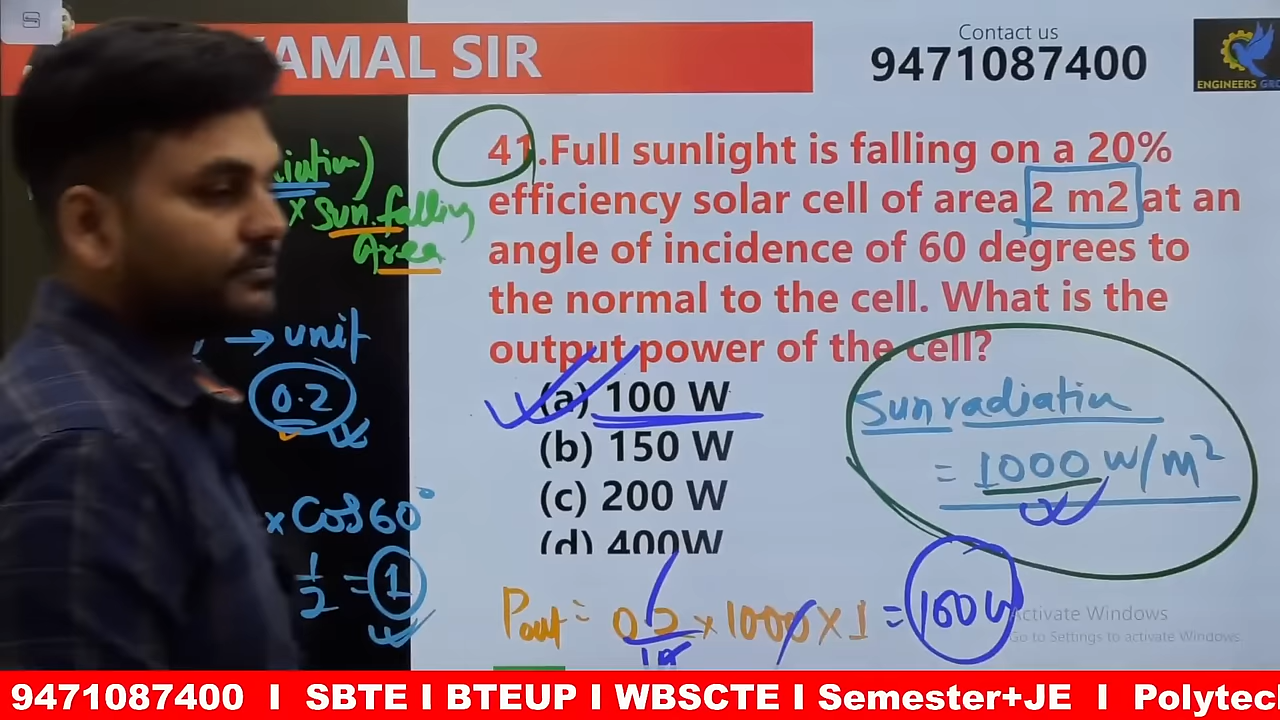 KAMAL SIR
Contact us
9471087400
ENGINEERS GRO
41.Full sunlight is falling on a 20%
efficiency solar cell of area 2 m2 at an
angle of incidence of 60 degrees to
the normal to the cell. What is the
output power of the cell?
(a) 100 W
(b) 150 W
(c) 200 W
(d) 400W
iation)
× Sun falling
area
→ unit
0.2
× Cos60°
1/2 = 1
Sun radiation
= 1000 W/m²
Pout = 0.2 × 1000 × 1 =
10
Activate Windows
Go to Settings to activate Windows.
9471087400 I SBTE I BTEUP I WBSCTE I Semester+JE I Polytec